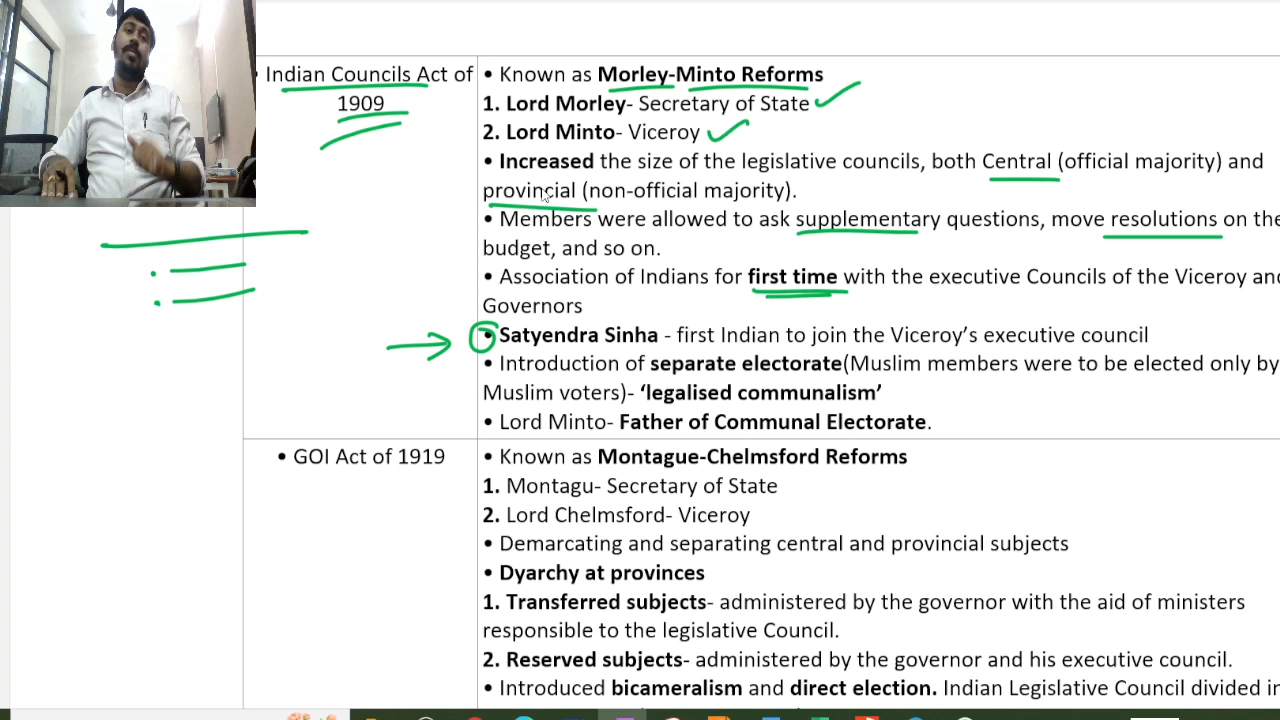 • Indian Councils Act of
1909
• Known as Morley-Minto Reforms
1. Lord Morley- Secretary of State
2. Lord Minto- Viceroy
• Increased the size of the legislative councils, both Central (official majority) and
provincial (non-official majority).
• Members were allowed to ask supplementary questions, move resolutions on the
budget, and so on.
• Association of Indians for first time with the executive Councils of the Viceroy and
Governors
• Satyendra Sinha - first Indian to join the Viceroy’s executive council
• Introduction of separate electorate(Muslim members were to be elected only by
Muslim voters)- ‘legalised communalism’
• Lord Minto- Father of Communal Electorate.
• GOI Act of 1919
• Known as Montague-Chelmsford Reforms
1. Montagu- Secretary of State
2. Lord Chelmsford- Viceroy
• Demarcating and separating central and provincial subjects
• Dyarchy at provinces
1. Transferred subjects- administered by the governor with the aid of ministers
responsible to the legislative Council.
2. Reserved subjects- administered by the governor and his executive council.
• Introduced bicameralism and direct election. Indian Legislative Council divided in